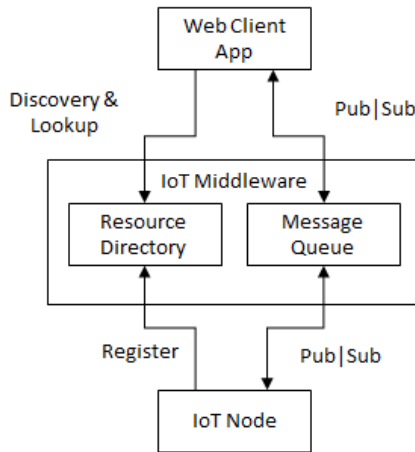 Web Client
App
Discovery &
Lookup
Pub|Sub
IoT Middleware
Resource
Directory
Message
Queue
Register
Pub|Sub
IoT Node